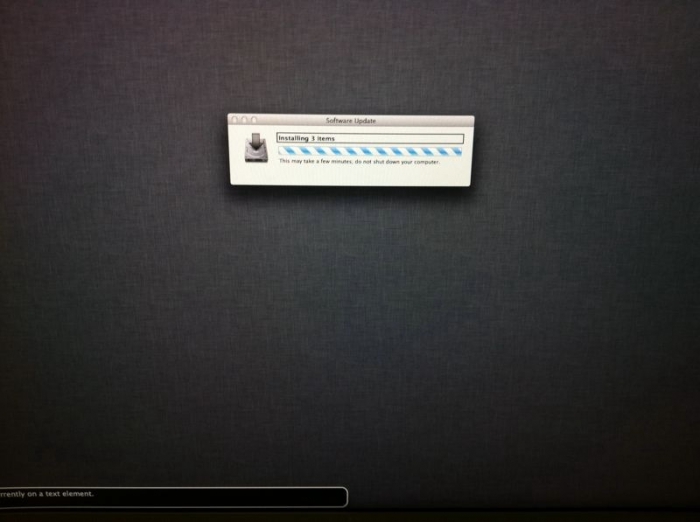 Software Update
Installing 3 items
This may take a few minutes; do not shut down your computer.
rrently on a text element.